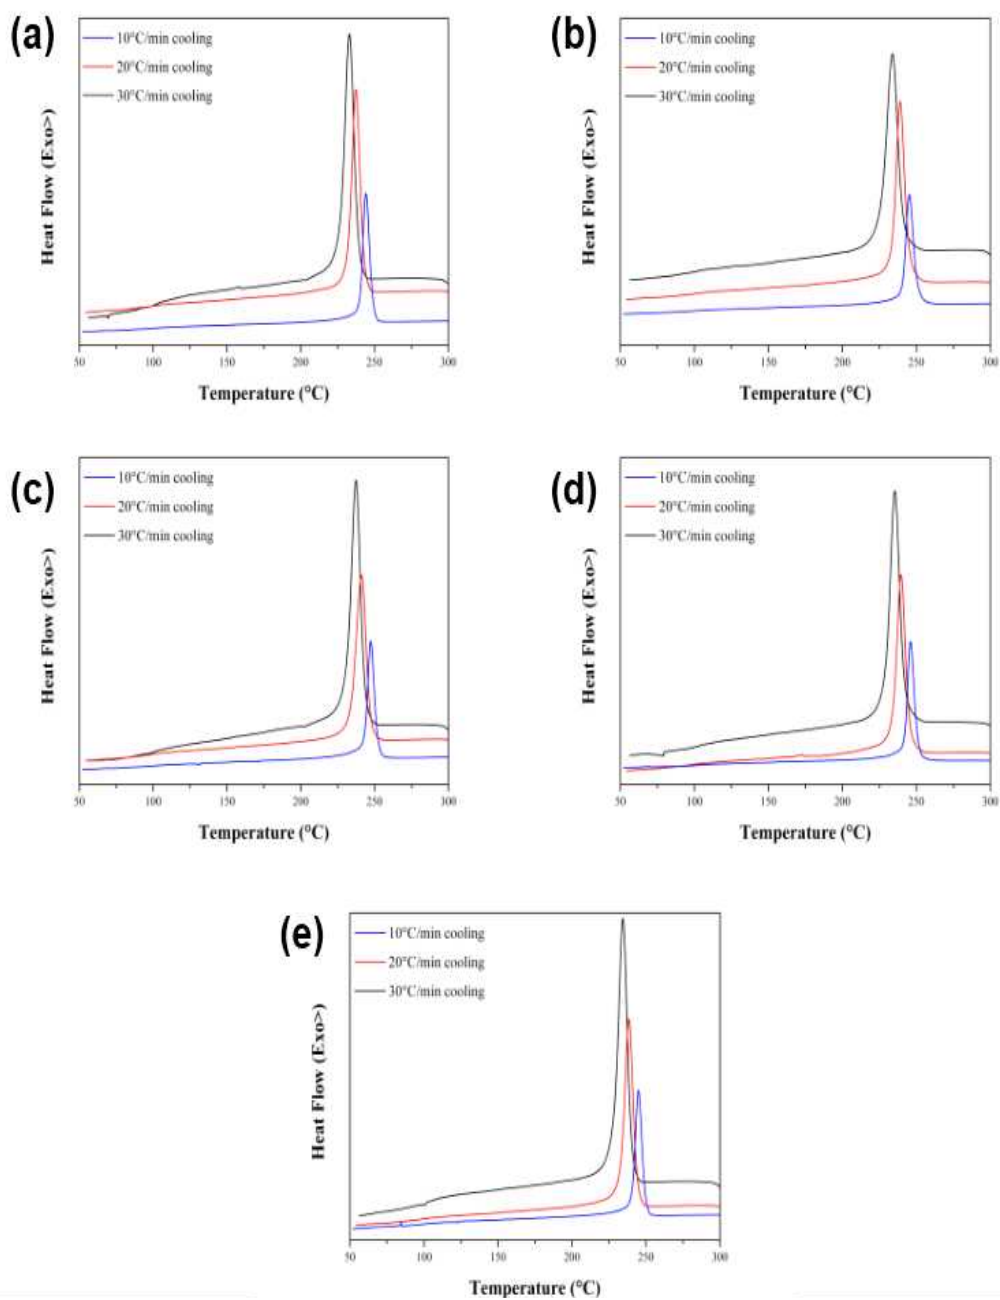 (a)
10°C/min cooling
20°C/min cooling
30°C/min cooling
Heat Flow (Exo>)
50 100 150 200 250 300
Temperature (°C)
(b)
10°C/min cooling
20°C/min cooling
30°C/min cooling
Heat Flow (Exo>)
50 100 150 200 250 300
Temperature (°C)
(c)
10°C/min cooling
20°C/min cooling
30°C/min cooling
Heat Flow (Exo>)
50 100 150 200 250 300
Temperature (°C)
(d)
10°C/min cooling
20°C/min cooling
30°C/min cooling
Heat Flow (Exo>)
50 100 150 200 250 300
Temperature (°C)
(e)
10°C/min cooling
20°C/min cooling
30°C/min cooling
Heat Flow (Exo>)
50 100 150 200 250 300
Temperature (°C)